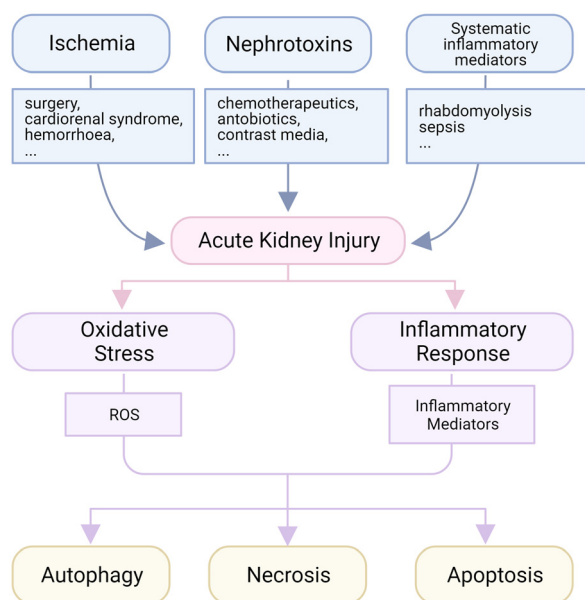 Ischemia
Nephrotoxins
Systematic
inflammatory
mediators
surgery,
cardiorenal syndrome,
hemorrhoea,
...
chemotherapeutics,
antobiotics,
contrast media,
...
rhabdomyolysis
sepsis
...
Acute Kidney Injury
Oxidative
Stress
Inflammatory
Response
ROS
Inflammatory
Mediators
Autophagy
Necrosis
Apoptosis